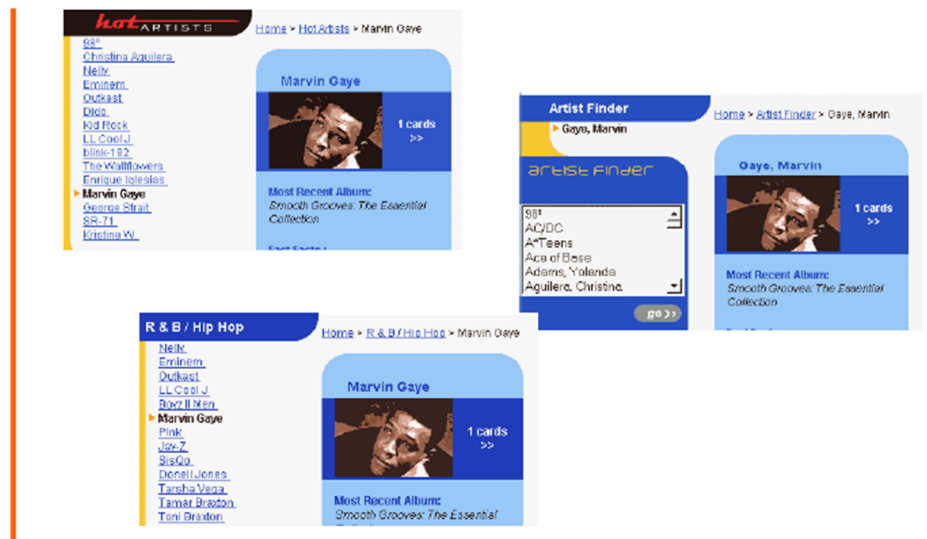 hot ARTISTS
98°
Christina Aguilera
Nelly
Eminem
Outkast
Dido
Kid Rock
LL Cool J
blink-182
The Wallflowers
Enrique Iglesias
Marvin Gaye
George Strait
SR-71
Kristine W.
Home > Hot Artists > Marvin Gaye
Marvin Gaye
1 cards
>>
Most Recent Album:
Smooth Grooves: The Essential
Collection
Fast Facts:
Artist Finder
Gaye, Marvin
artist finder
98°
AC/DC
A*Teens
Ace of Base
Adams, Yolanda
Aguilera, Christina
go >>
Home > Artist Finder > Gaye, Marvin
Gaye, Marvin
1 cards
>>
Most Recent Album:
Smooth Grooves: The Essential
Collection
R & B / Hip Hop
Nelly
Eminem
Outkast
LL Cool J
Boyz II Men
Marvin Gaye
Pink
Jay-Z
SisQo
Donell Jones
Tarsha Vega
Tamar Braxton
Toni Braxton
Home > R & B / Hip Hop > Marvin Gaye
Marvin Gaye
1 cards
>>
Most Recent Album:
Smooth Grooves: The Essential
Collection